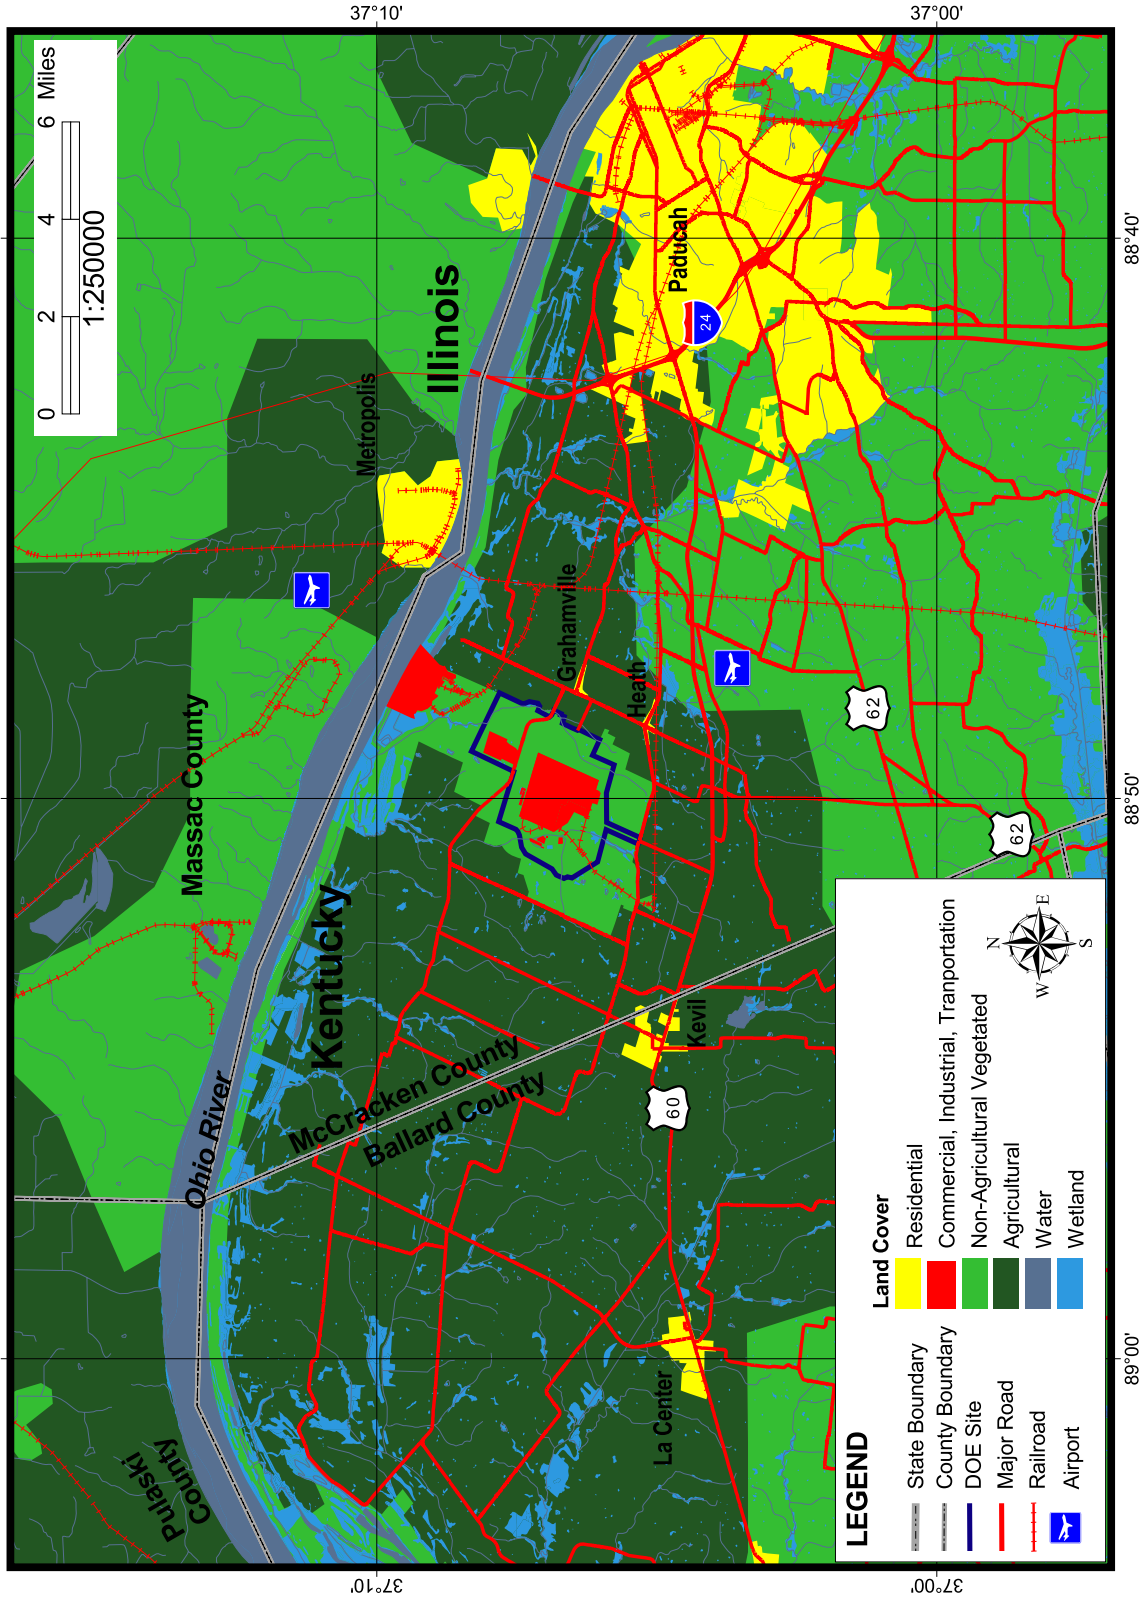 37°10'
37°00'
0 2 4 6 Miles
1:250000
88°40'
88°50'
89°00'
37°10'
37°00'
Illinois
Metropolis
Massac County
Paducah
24
Grahamville
Heath
62
62
Kentucky
Ohio River
McCracken County
Ballard County
Kevil
60
La Center
Pulaski
County
LEGEND
State Boundary
County Boundary
DOE Site
Major Road
Railroad
Airport
Land Cover
Residential
Commercial, Industrial, Tranportation
Non-Agricultural Vegetated
Agricultural
Water
Wetland
N
W E
S